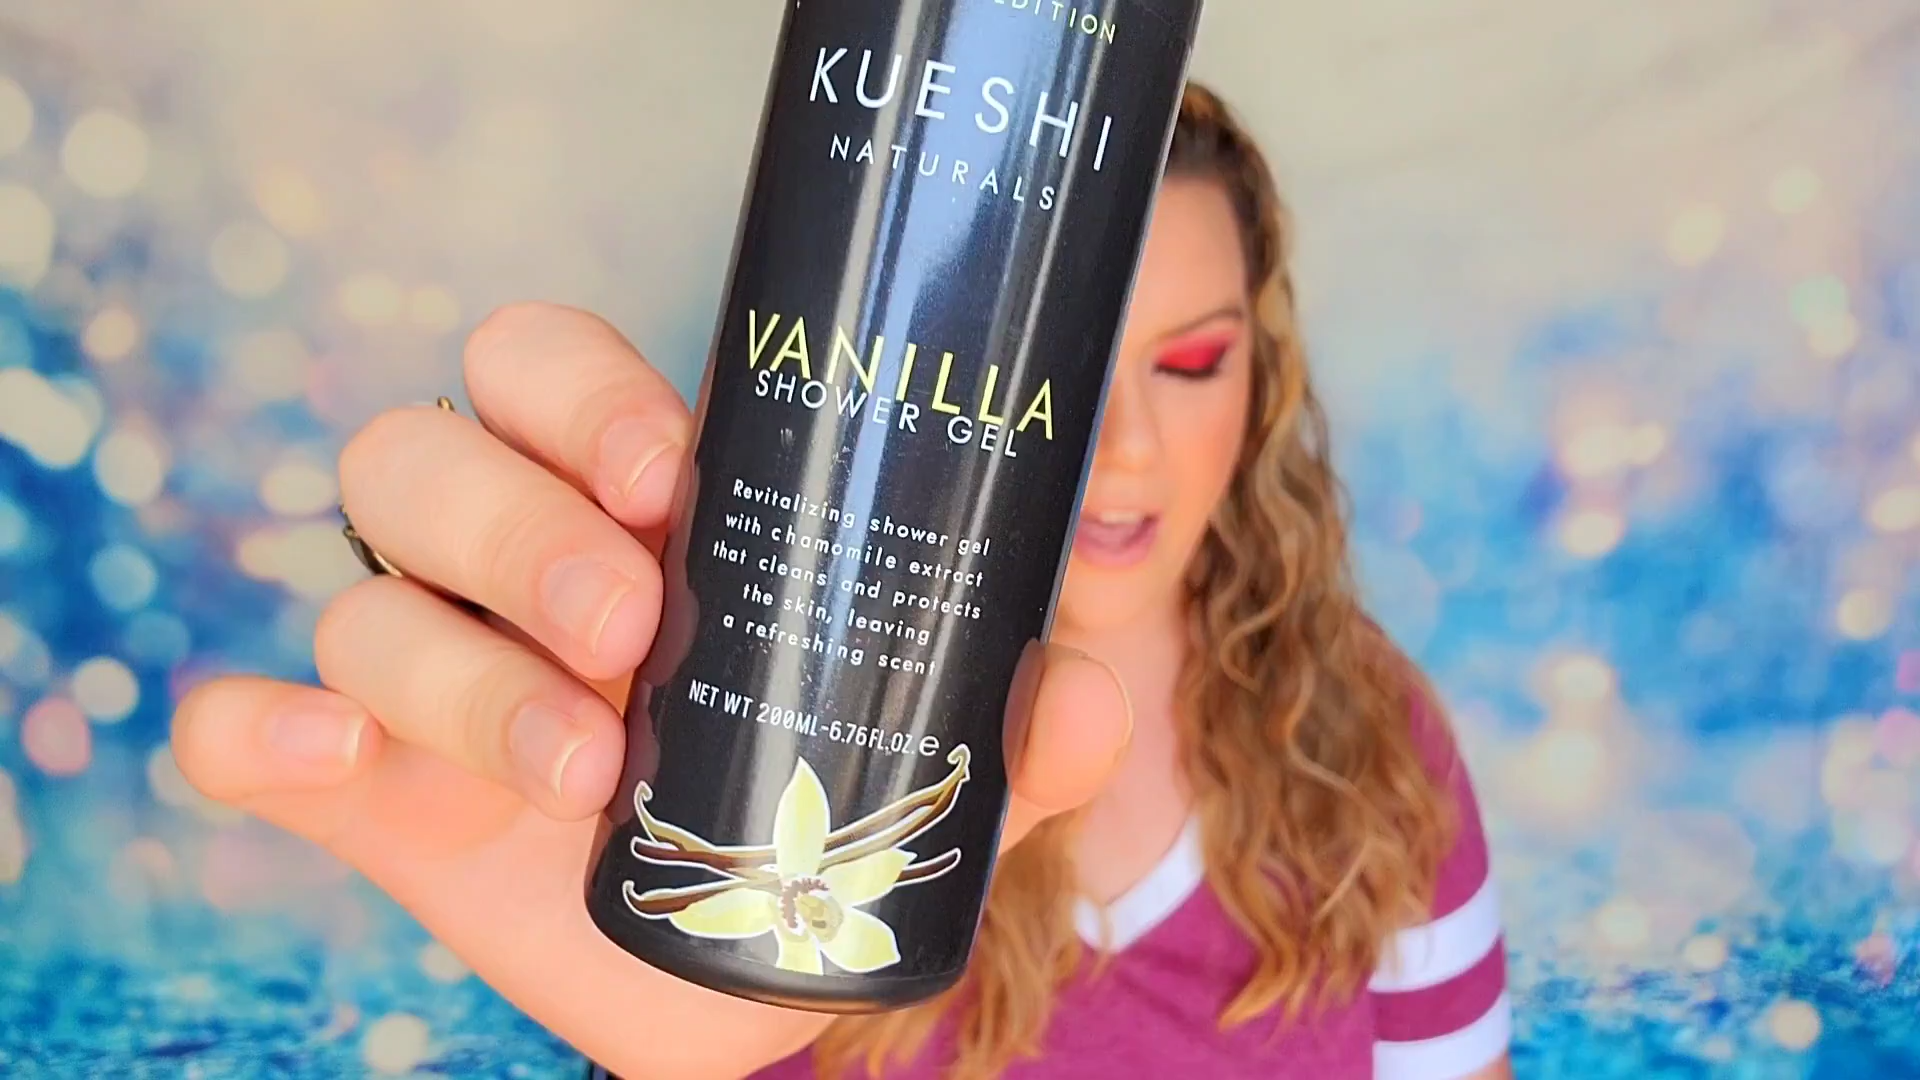 EDITION
KUESHI
NATURALS
VANILLA
SHOWER GEL
Revitalizing shower gel
with chamomile extract
that cleans and protects
the skin, leaving
a refreshing scent
NET WT 200ML-6.76FL.OZ. e